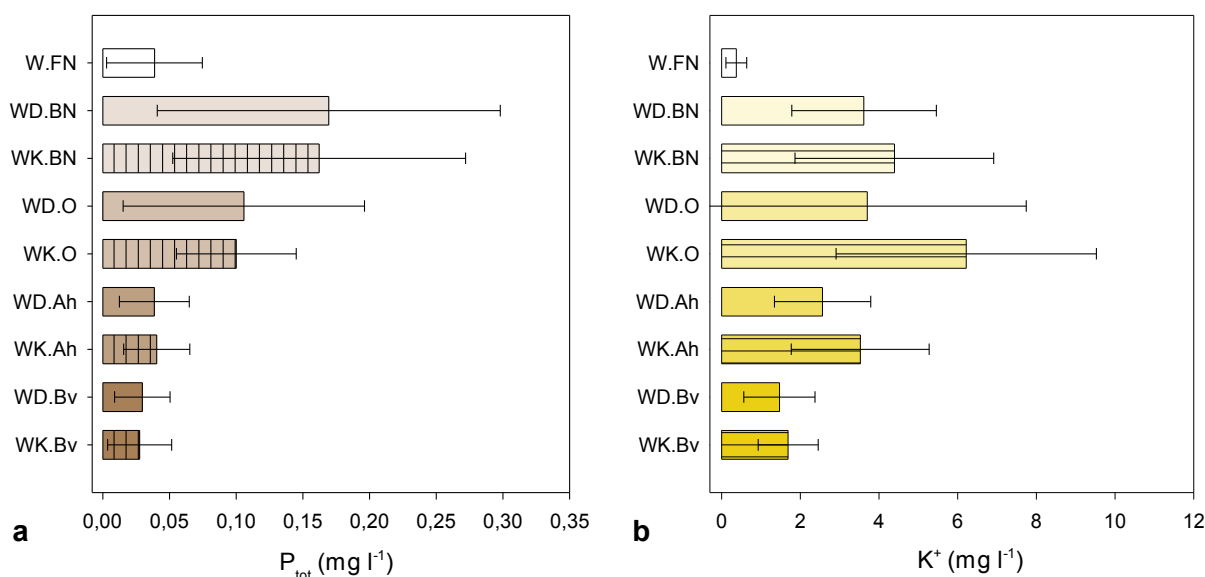 W.FN
WD.BN
WK.BN
WD.O
WK.O
WD.Ah
WK.Ah
WD.Bv
WK.Bv
0,00 0,05 0,10 0,15 0,20 0,25 0,30 0,35
a
P_tot (mg l⁻¹)
W.FN
WD.BN
WK.BN
WD.O
WK.O
WD.Ah
WK.Ah
WD.Bv
WK.Bv
0 2 4 6 8 10 12
b
K⁺ (mg l⁻¹)